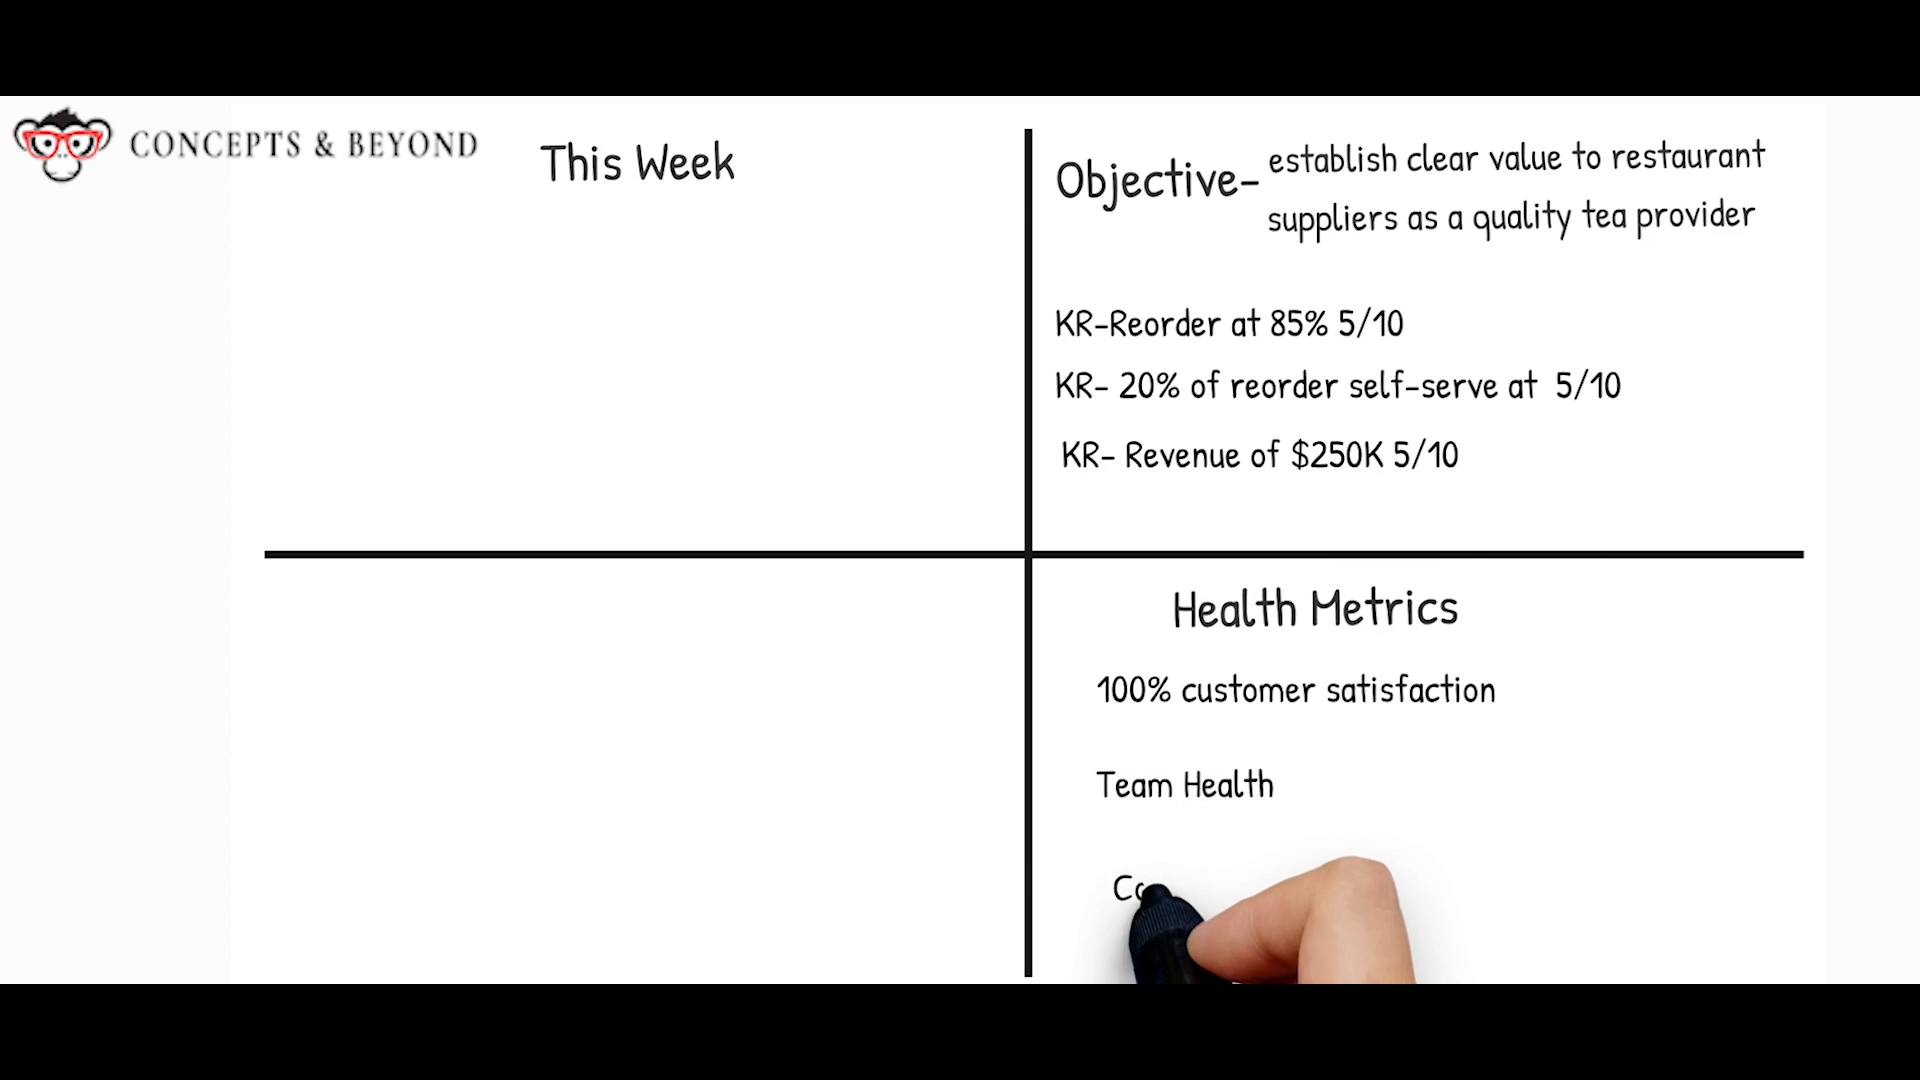 CONCEPTS & BEYOND
This Week
Objective- establish clear value to restaurant
suppliers as a quality tea provider
KR-Reorder at 85% 5/10
KR- 20% of reorder self-serve at 5/10
KR- Revenue of $250K 5/10
Health Metrics
100% customer satisfaction
Team Health